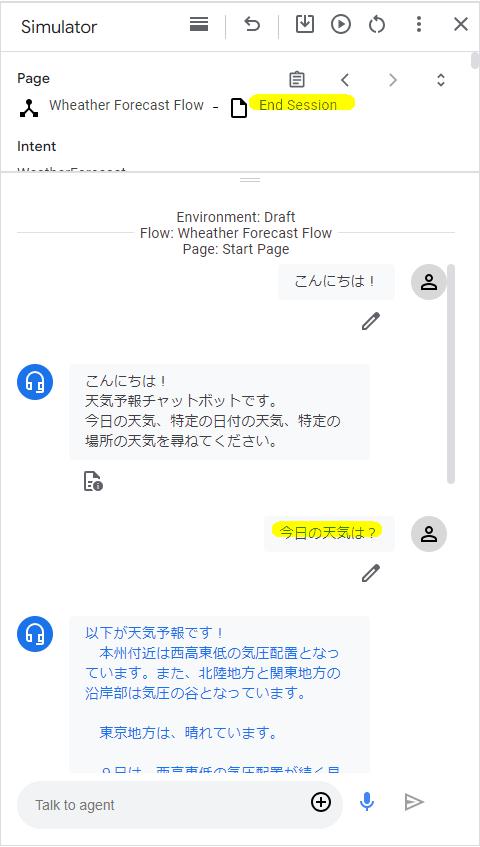 Simulator
Page
Wheather Forecast Flow - End Session
Intent
Environment: Draft
Flow: Wheather Forecast Flow
Page: Start Page
こんにちは！
こんにちは！
天気予報チャットボットです。
今日の天気、特定の日付の天気、特定の
場所の天気を尋ねてください。
今日の天気は？
以下が天気予報です！
　本州付近は西高東低の気圧配置となっ
ています。また、北陸地方と関東地方の
沿岸部は気圧の谷となっています。
　東京地方は、晴れています。
Talk to agent